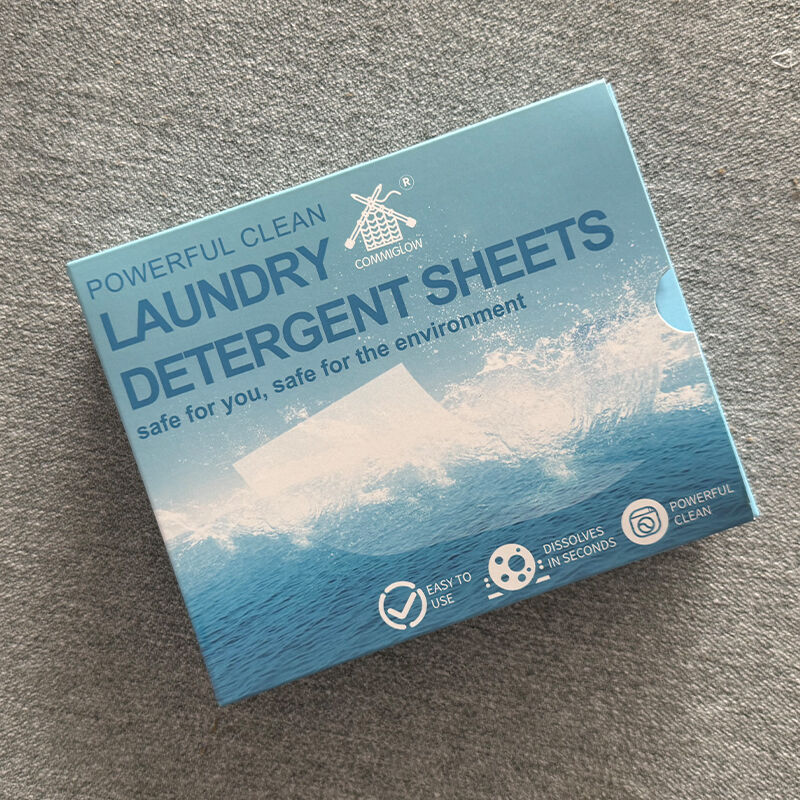 POWERFUL CLEAN
LAUNDRY
DETERGENT SHEETS
safe for you, safe for the environment
®
COMMIGLOW
EASY TO
USE
DISSOLVES
IN SECONDS
POWERFUL
CLEAN